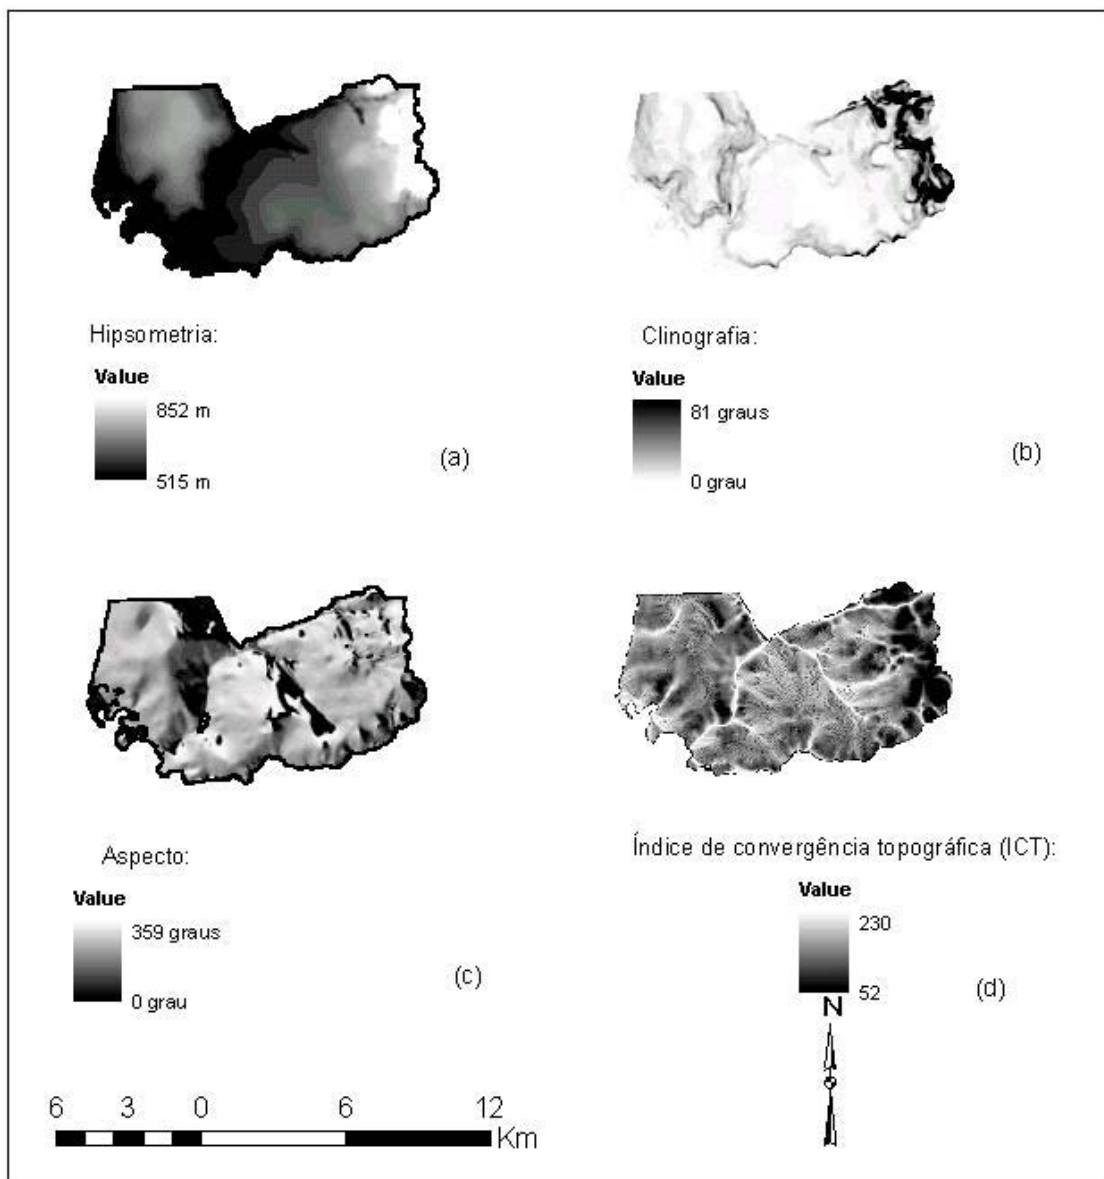 Hipsometria:
Value
852 m
515 m
(a)
Clinografia:
Value
81 graus
0 grau
(b)
Aspecto:
Value
359 graus
0 grau
(c)
Índice de convergência topográfica (ICT):
Value
230
52
(d)
N
6 3 0 6 12
Km